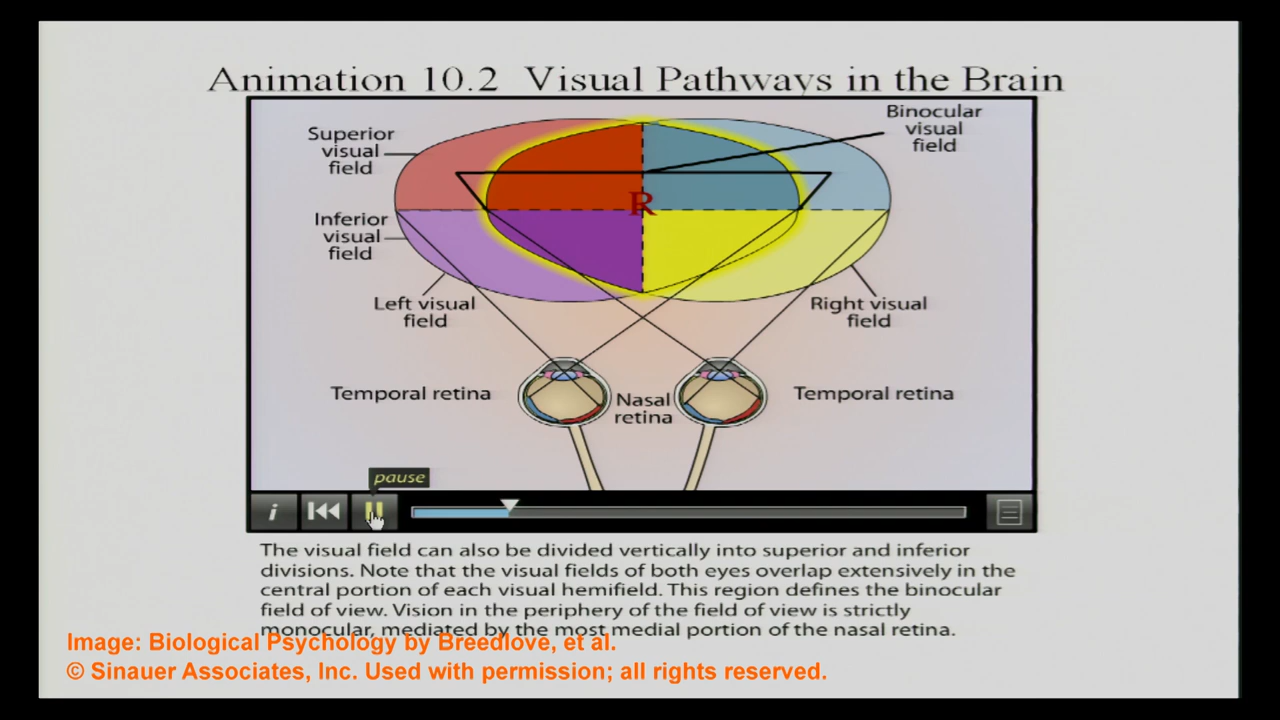 Animation 10.2 Visual Pathways in the Brain
Binocular
visual
field
Superior
visual
field
R
Inferior
visual
field
Left visual
field
Right visual
field
Temporal retina
Nasal
retina
Temporal retina
pause
i
The visual field can also be divided vertically into superior and inferior
divisions. Note that the visual fields of both eyes overlap extensively in the
central portion of each visual hemifield. This region defines the binocular
field of view. Vision in the periphery of the field of view is strictly
monocular, mediated by the most medial portion of the nasal retina.
Image: Biological Psychology by Breedlove, et al.
© Sinauer Associates, Inc. Used with permission; all rights reserved.